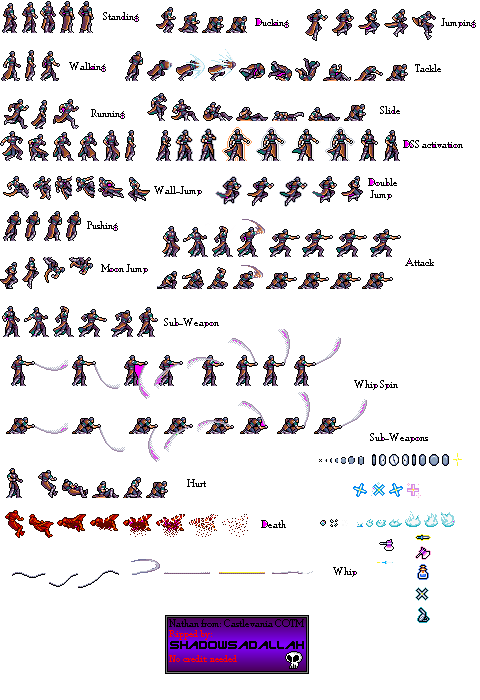 Standing
Ducking
Jumping
Walking
Tackle
Running
Slide
DSS activation
Wall-Jump
Double
Jump
Pushing
Attack
Moon Jump
Sub-Weapon
Whip Spin
Sub-Weapons
Hurt
Death
Whip
Nathan from: Castlevania COTM
Ripped by:
SHADOWSADALLAH
No credits needed